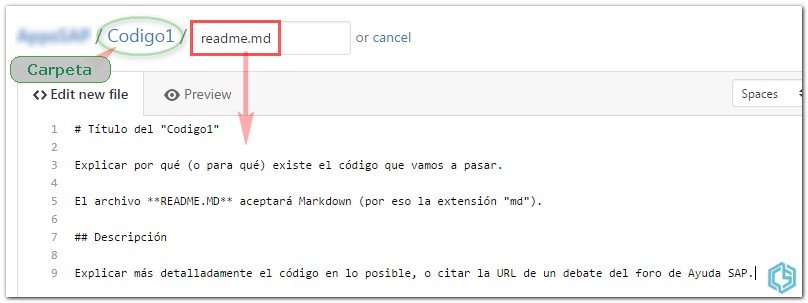 / Codigo1 / readme.md or cancel
Carpeta
<> Edit new file Preview Spaces
1 # Título del "Codigo1"
2
3 Explicar por qué (o para qué) existe el código que vamos a pasar.
4
5 El archivo **README.MD** aceptará Markdown (por eso la extensión "md").
6
7 ## Descripción
8
9 Explicar más detalladamente el código en lo posible, o citar la URL de un debate del foro de Ayuda SAP.